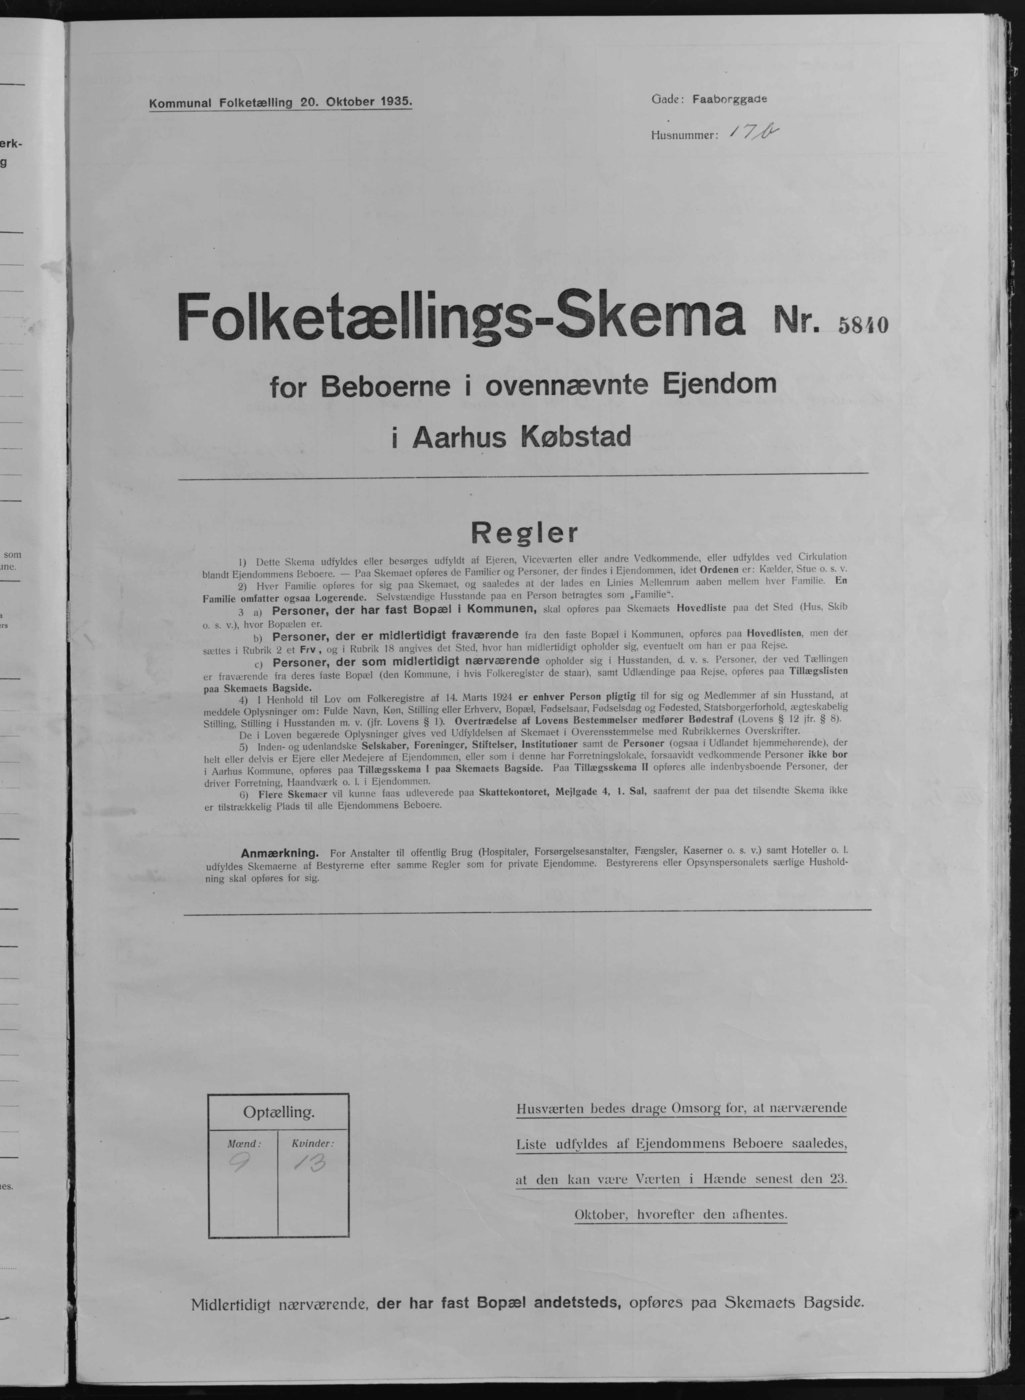 Kommunal Folketælling 20. Oktober 1935.
Gade: Faaborggade
Husnummer: 17b
Folketællings-Skema Nr. 5840
for Beboerne i ovennævnte Ejendom
i Aarhus Købstad
Regler
1) Dette Skema udfyldes eller besørges udfyldt af Ejeren, Viceværten eller andre Vedkommende, eller udfyldes ved Cirkulation
blandt Ejendommens Beboere. — Paa Skemaet opføres de Familier og Personer, der findes i Ejendommen, idet Ordenen er: Kælder, Stue o. s. v.
2) Hver Familie opføres for sig paa Skemaet, og saaledes at der lades en Linies Mellemrum aaben mellem hver Familie. En
Familie omfatter ogsaa Logerende. Selvstændige Husstande paa en Person betragtes som „Familie".
3 a) Personer, der har fast Bopæl i Kommunen, skal opføres paa Skemaets Hovedliste paa det Sted (Hus, Skib
o. s. v.), hvor Bopælen er.
b) Personer, der er midlertidigt fraværende fra den faste Bopæl i Kommunen, opføres paa Hovedlisten, men der
sættes i Rubrik 2 et Frv, og i Rubrik 18 angives det Sted, hvor han midlertidigt opholder sig, eventuelt om han er paa Rejse.
c) Personer, der som midlertidigt nærværende opholder sig i Husstanden, d. v. s. Personer, der ved Tællingen
er fraværende fra deres faste Bopæl (den Kommune, i hvis Folkeregister de staar), samt Udlændinge paa Rejse, opføres paa Tillægslisten
paa Skemaets Bagside.
4) I Henhold til Lov om Folkeregistre af 14. Marts 1924 er enhver Person pligtig til for sig og Medlemmer af sin Husstand, at
meddele Oplysninger om: Fulde Navn, Køn, Stilling eller Erhverv, Bopæl, Fødselsaar, Fødselsdag og Fødested, Statsborgerforhold, ægteskabelig
Stilling, Stilling i Husstanden m. v. (jfr. Lovens § 1). Overtrædelse af Lovens Bestemmelser medfører Bødestraf (Lovens § 12 jfr. § 8).
De i Loven begærede Oplysninger gives ved Udfyldelsen af Skemaet i Overensstemmelse med Rubrikkernes Overskrifter.
5) Inden- og udenlandske Selskaber, Foreninger, Stiftelser, Institutioner samt de Personer (ogsaa i Udlandet hjemmehørende), der
helt eller delvis er Ejere eller Medejere af Ejendommen, eller som i denne har Forretningslokale, forsaavidt vedkommende Personer ikke bor
i Aarhus Kommune, opføres paa Tillægsskema I paa Skemaets Bagside. Paa Tillægsskema II opføres alle indenbysboende Personer, der
driver Forretning, Haandværk o. l. i Ejendommen.
6) Flere Skemaer vil kunne faas udleverede paa Skattekontoret, Mejlgade 4, 1. Sal, saafremt der paa det tilsendte Skema ikke
er tilstrækkelig Plads til alle Ejendommens Beboere.
Anmærkning. For Anstalter til offentlig Brug (Hospitaler, Forsørgelsesanstalter, Fængsler, Kaserner o. s. v.) samt Hoteller o. l.
udfyldes Skemaerne af Bestyrerne efter samme Regler som for private Ejendomme. Bestyrerens eller Opsynspersonalets særlige Hushold-
ning skal opføres for sig.
Optælling.
Mænd: Kvinder:
9 13
Husværten bedes drage Omsorg for, at nærværende
Liste udfyldes af Ejendommens Beboere saaledes,
at den kan være Værten i Hænde senest den 23.
Oktober, hvorefter den afhentes.
Midlertidigt nærværende, der har fast Bopæl andetsteds, opføres paa Skemaets Bagside.